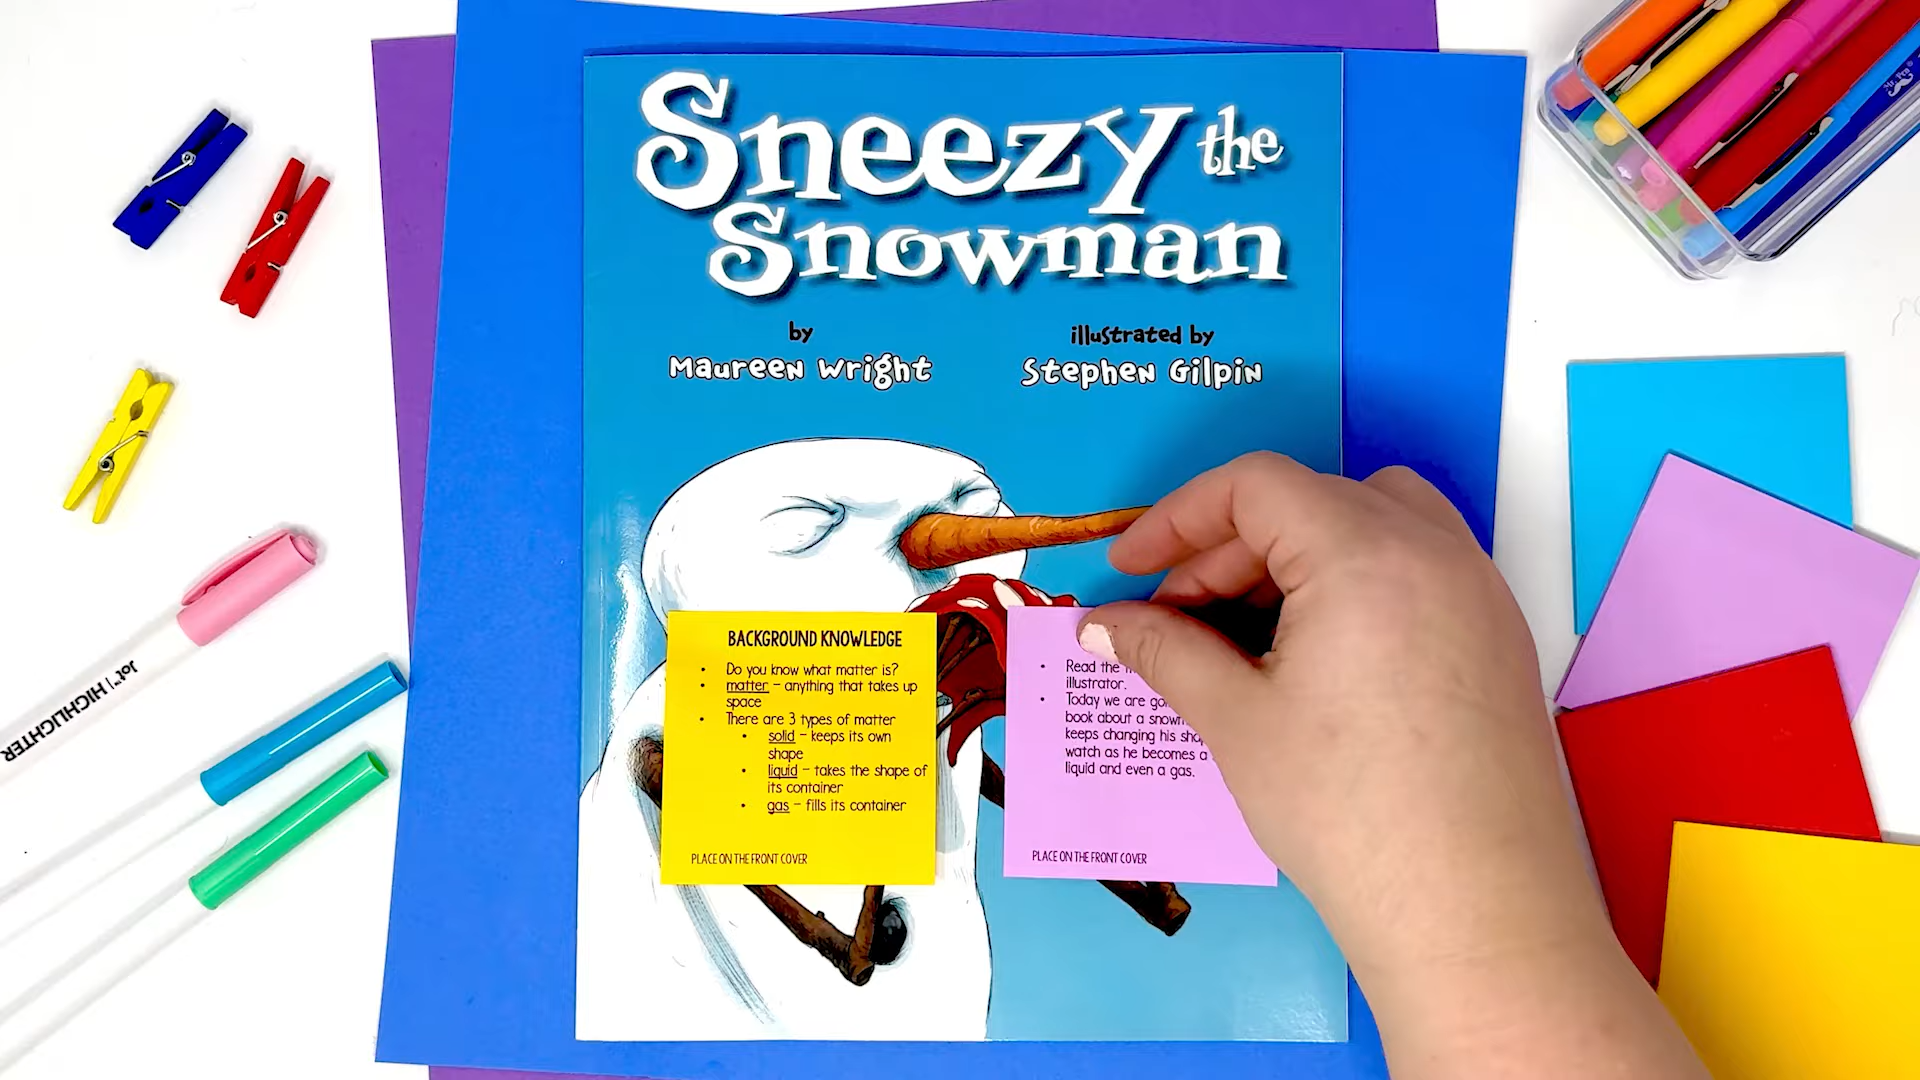 Sneezy the
Snowman
by
Maureen Wright
illustrated by
Stephen Gilpin
BACKGROUND KNOWLEDGE
• Do you know what matter is?
• matter – anything that takes up
space
• There are 3 types of matter
• solid – keeps its own
shape
• liquid – takes the shape of
its container
• gas – fills its container
PLACE ON THE FRONT COVER
• Read the
illustrator.
• Today we are
book about a
keeps changing his
watch as he becomes a
liquid and even a gas.
PLACE ON THE FRONT COVER
Jot HIGHLIGHTER
Mr. Pen